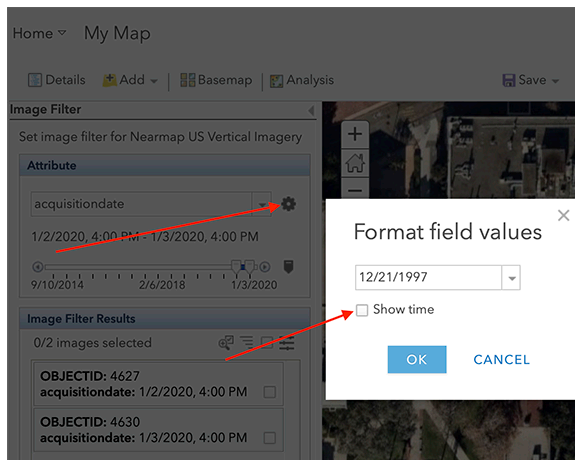 Home My Map
Details Add Basemap Analysis Save
Image Filter
Set image filter for Nearmap US Vertical Imagery
Attribute
acquisitiondate
1/2/2020, 4:00 PM - 1/3/2020, 4:00 PM
9/10/2014 2/6/2018 1/3/2020
Image Filter Results
0/2 images selected
OBJECTID: 4627
acquisitiondate: 1/2/2020, 4:00 PM
OBJECTID: 4630
acquisitiondate: 1/3/2020, 4:00 PM
Format field values
12/21/1997
Show time
OK CANCEL